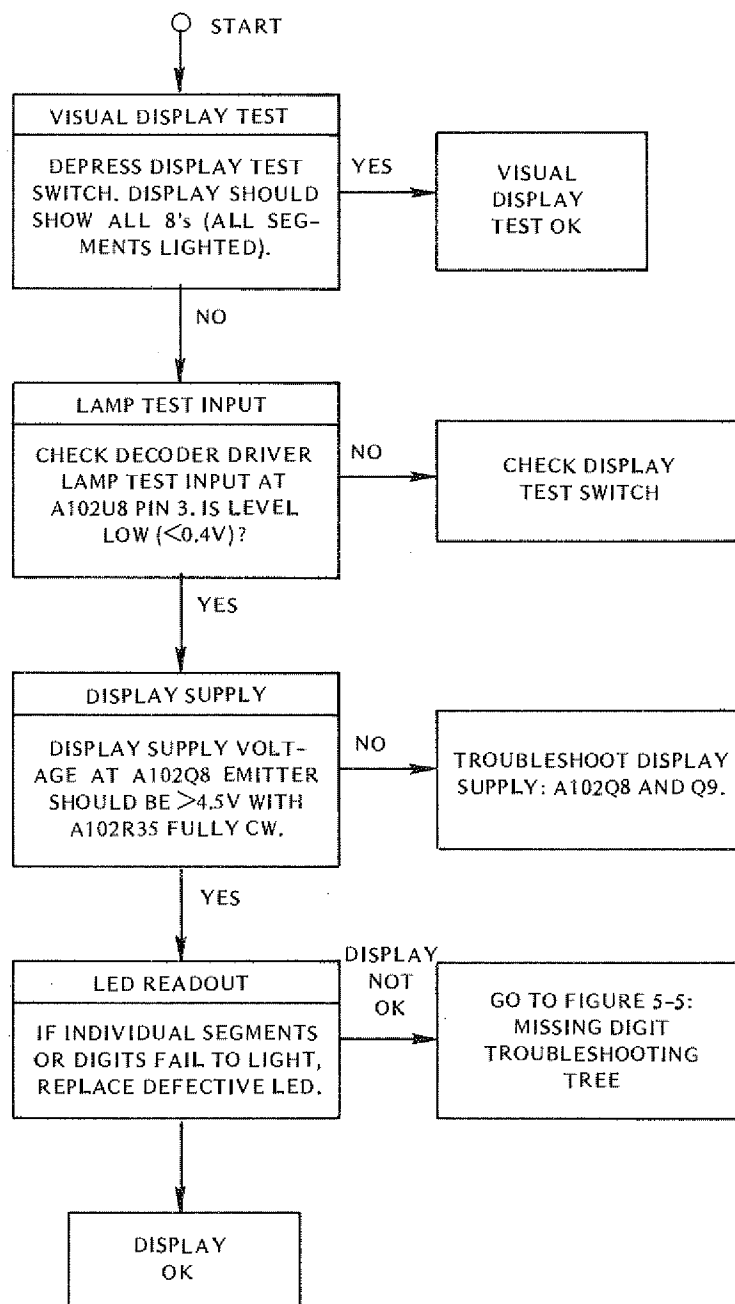 START
VISUAL DISPLAY TEST
DEPRESS DISPLAY TEST
SWITCH. DISPLAY SHOULD
SHOW ALL 8's (ALL SEG-
MENTS LIGHTED).
YES
VISUAL
DISPLAY
TEST OK
NO
LAMP TEST INPUT
CHECK DECODER DRIVER
LAMP TEST INPUT AT
A102U8 PIN 3. IS LEVEL
LOW (<0.4V)?
NO
CHECK DISPLAY
TEST SWITCH
YES
DISPLAY SUPPLY
DISPLAY SUPPLY VOLT-
AGE AT A102Q8 EMITTER
SHOULD BE >4.5V WITH
A102R35 FULLY CW.
NO
TROUBLESHOOT DISPLAY
SUPPLY: A102Q8 AND Q9.
YES
LED READOUT
IF INDIVIDUAL SEGMENTS
OR DIGITS FAIL TO LIGHT,
REPLACE DEFECTIVE LED.
DISPLAY
NOT
OK
GO TO FIGURE 5-5:
MISSING DIGIT
TROUBLESHOOTING
TREE
DISPLAY
OK